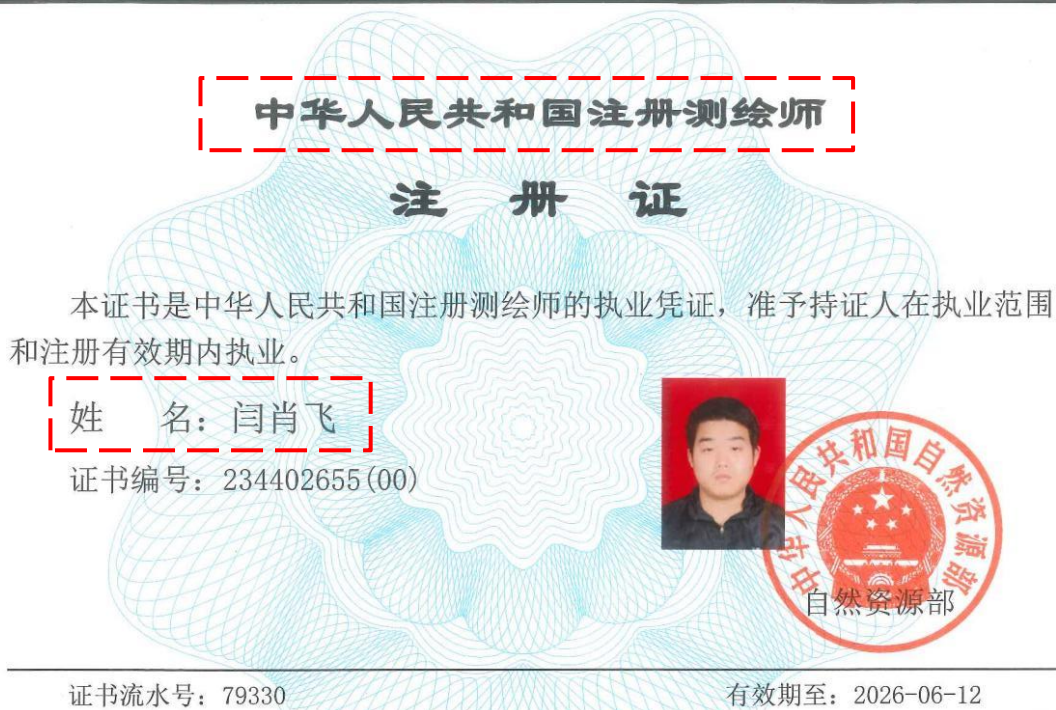 中华人民共和国注册测绘师
注 册 证
本证书是中华人民共和国注册测绘师的执业凭证，准予持证人在执业范围
和注册有效期内执业。
姓 名：闫肖飞
证书编号：234402655(00)
中华人民共和国自然资源部
自然资源部
证书流水号：79330
有效期至：2026-06-12